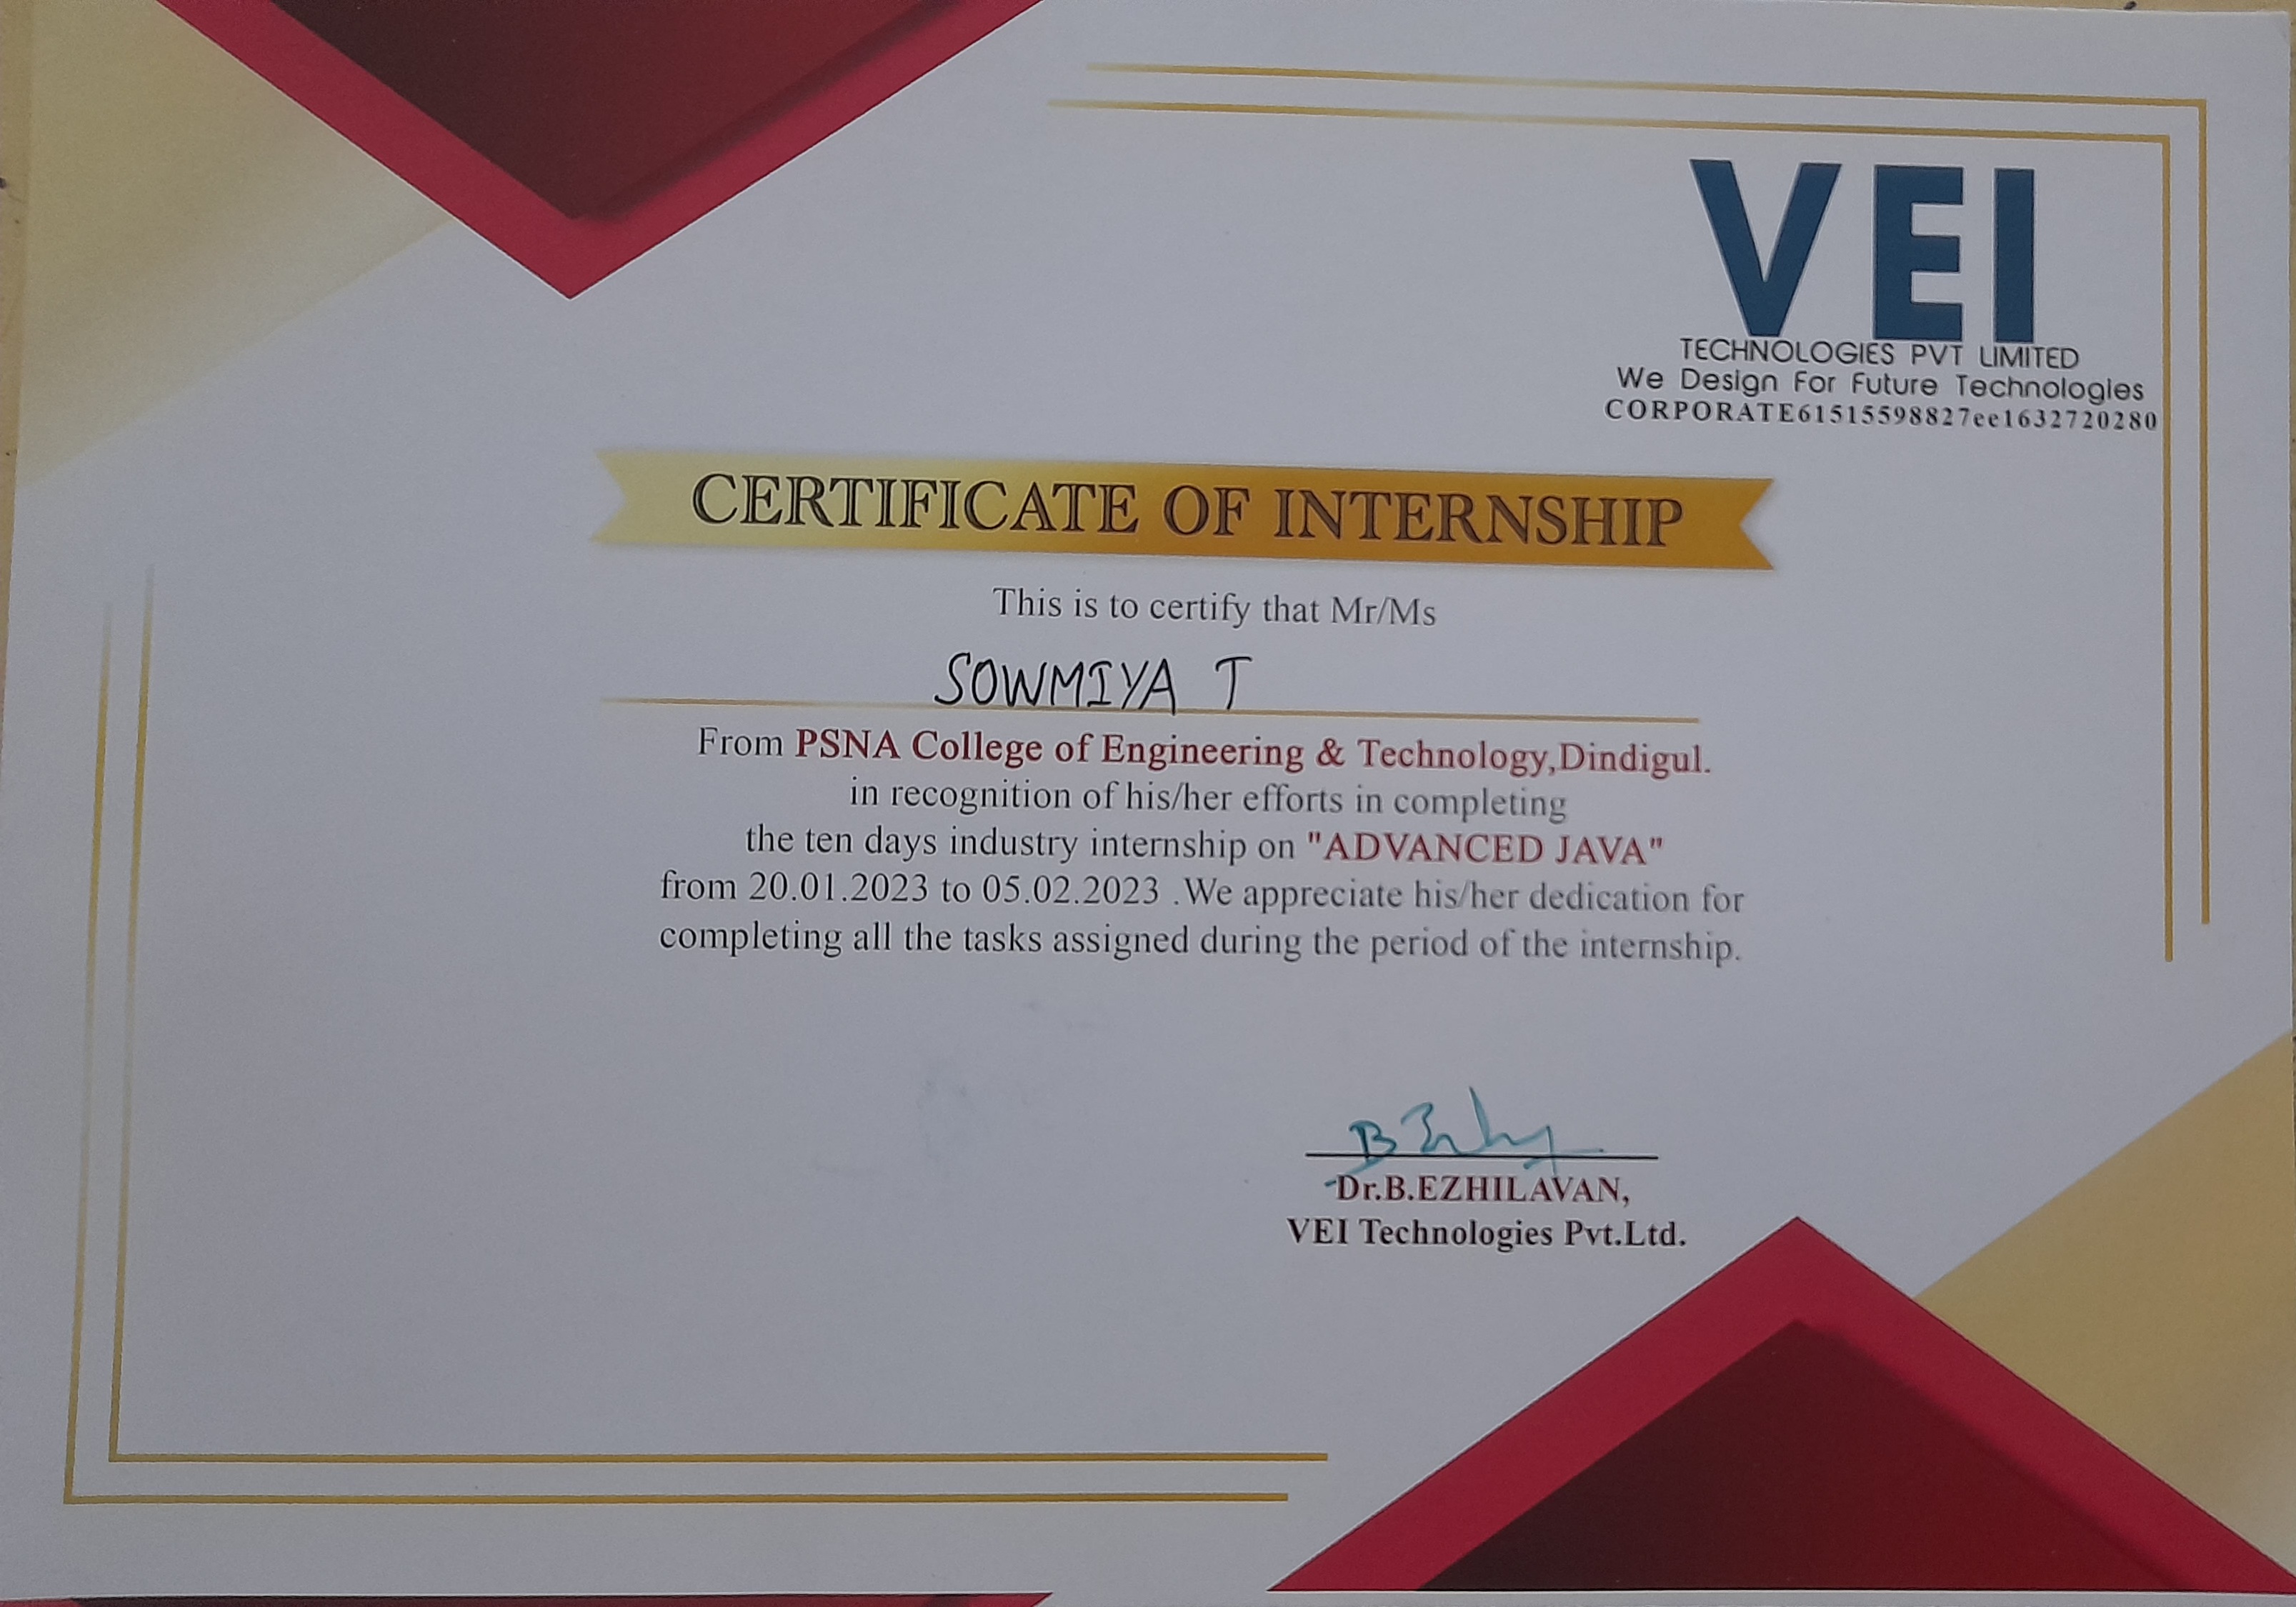 VEI
TECHNOLOGIES PVT LIMITED
We Design For Future Technologies
CORPORATE61515598827ee1632720280
CERTIFICATE OF INTERNSHIP
This is to certify that Mr/Ms
SOWMIYA T
From PSNA College of Engineering & Technology,Dindigul.
in recognition of his/her efforts in completing
the ten days industry internship on "ADVANCED JAVA"
from 20.01.2023 to 05.02.2023 .We appreciate his/her dedication for
completing all the tasks assigned during the period of the internship.
Dr.B.EZHILAVAN,
VEI Technologies Pvt.Ltd.